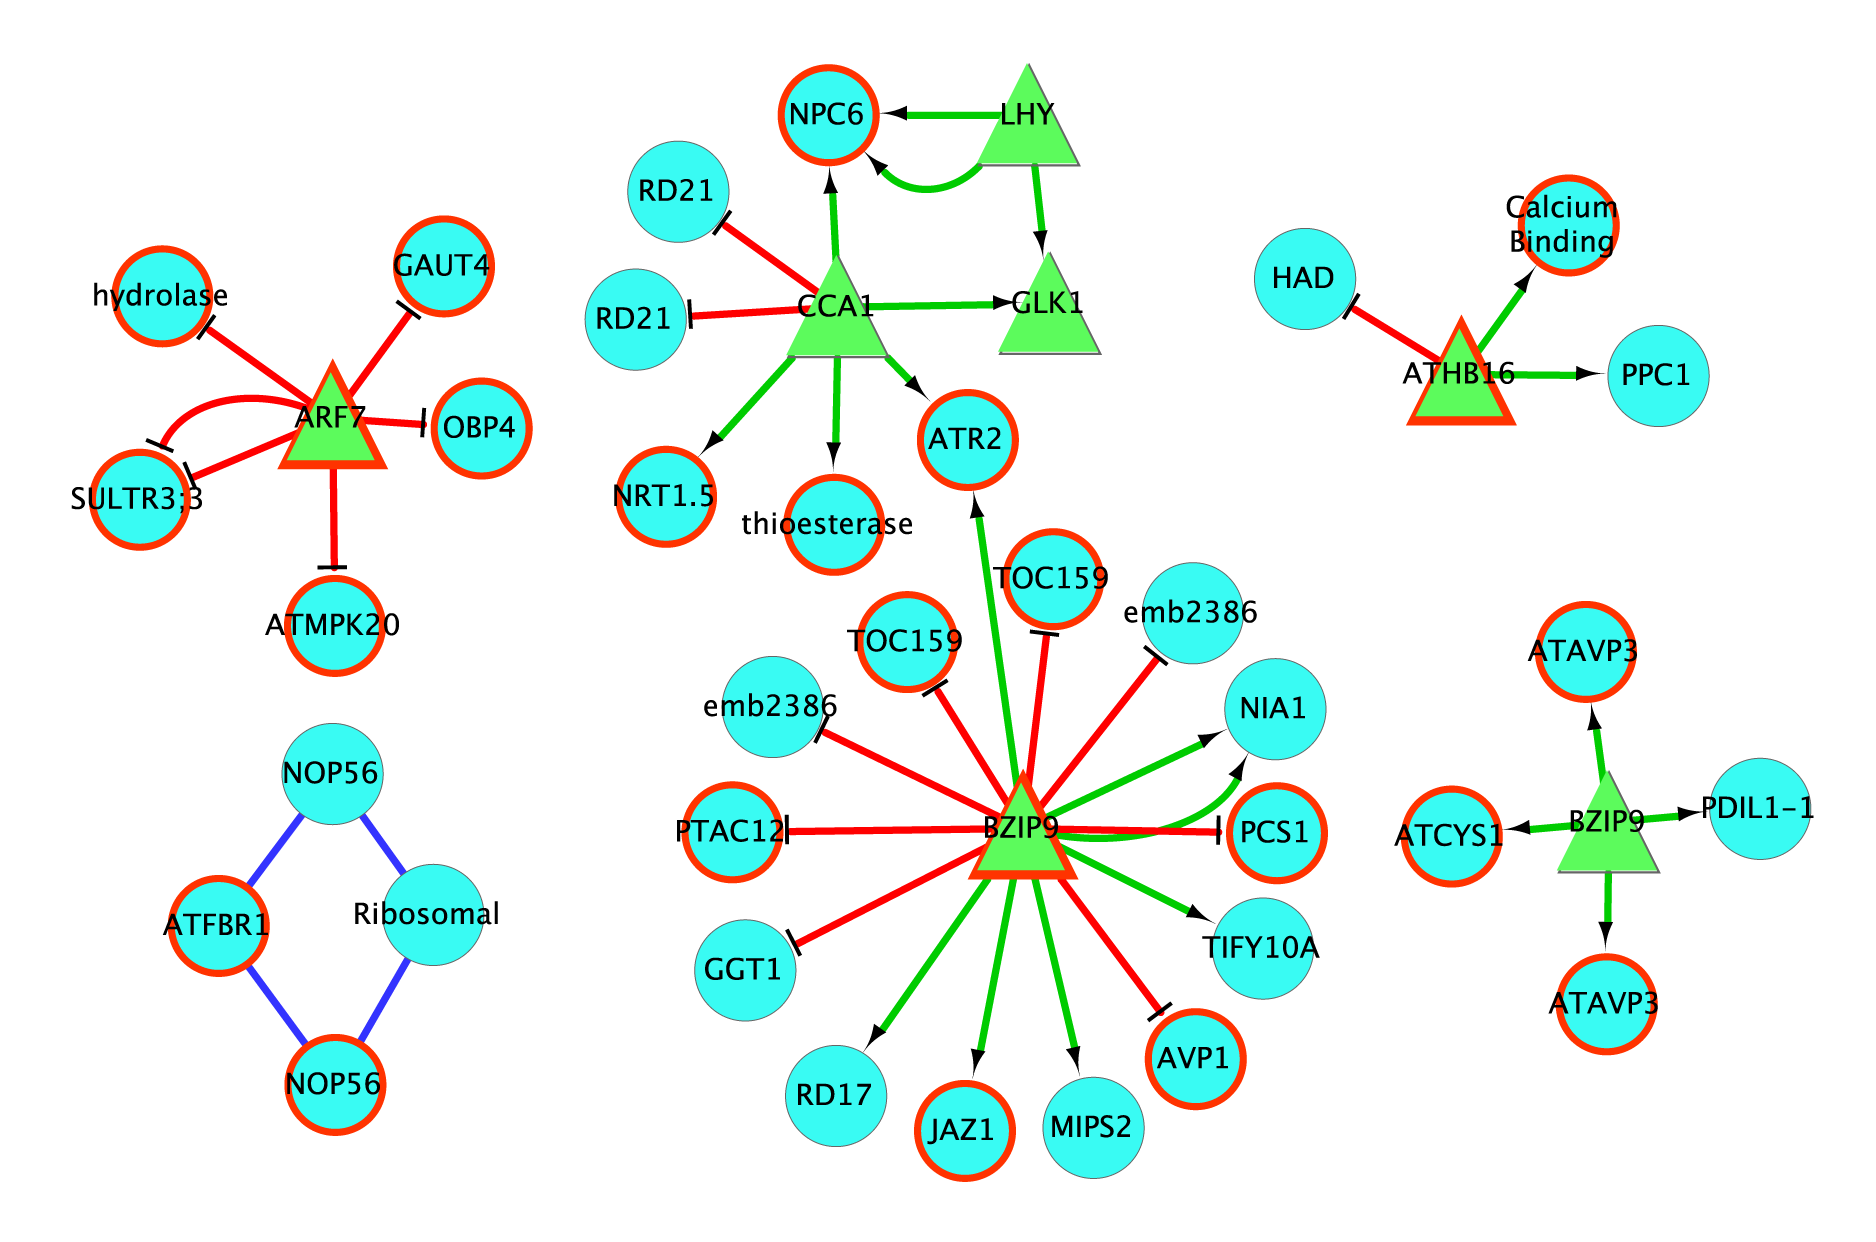 NPC6
LHY
RD21
RD21
CCA1
GLK1
NRT1.5
thioesterase
ATR2
hydrolase
GAUT4
ARF7
OBP4
SULTR3;3
ATMPK20
Calcium
Binding
HAD
ATHB16
PPC1
TOC159
TOC159
emb2386
emb2386
NIA1
PTAC12
BZIP9
PCS1
GGT1
TIFY10A
RD17
JAZ1
MIPS2
AVP1
NOP56
ATFBR1
Ribosomal
NOP56
ATAVP3
ATCYS1
BZIP9
PDIL1-1
ATAVP3